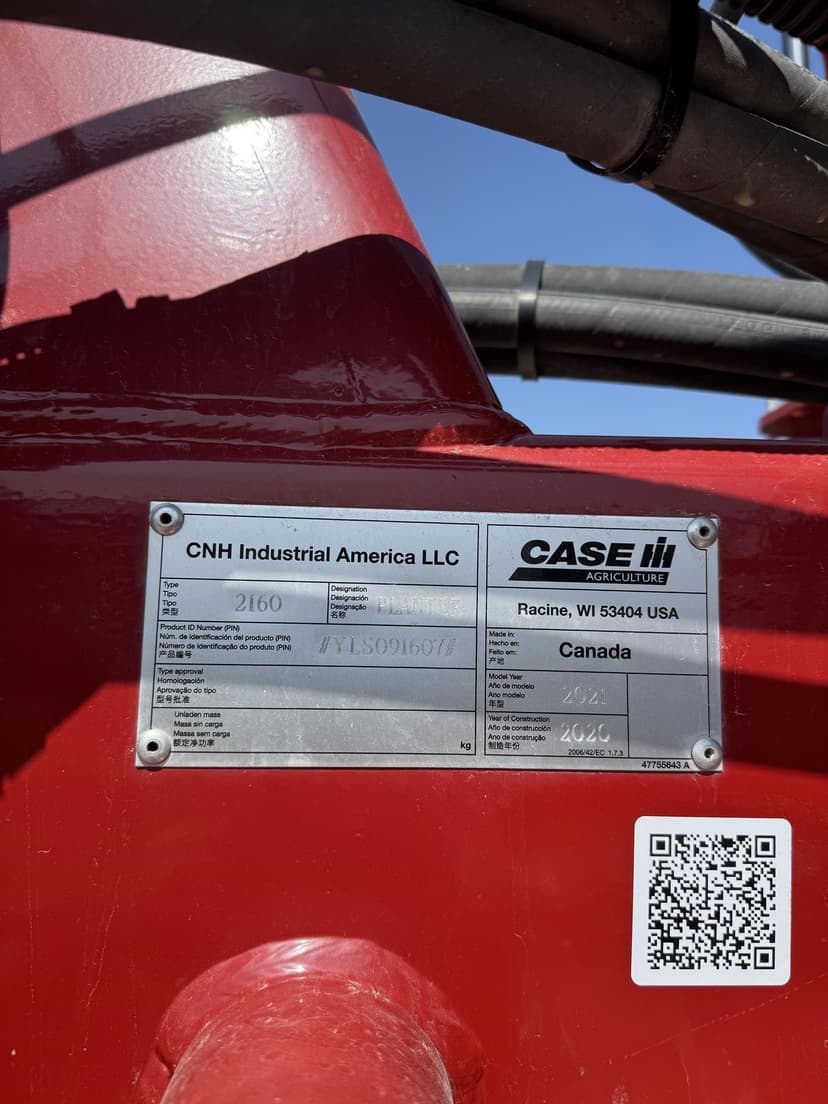 CNH Industrial America LLC
Type
Tipo
Tipo
类型
2160
Designation
Designación
Designação
名称
PLANTER
Product ID Number (PIN)
Núm. de identificación del producto (PIN)
Número de identificação do produto (PIN)
产品编号
#YLS091607#
Type approval
Homologación
Aprovação do tipo
型号批准
Unladen mass
Masa sin carga
Massa sem carga
额定净功率
kg
CASE IH
AGRICULTURE
Racine, WI 53404 USA
Made in:
Hecho en:
Feito em:
产地
Canada
Model Year
Año de modelo
Ano modelo
年型
2021
Year of Construction
Año de construcción
Ano de construção
制造年份
2020
2006/42/EC 1.7.3
47755643 A